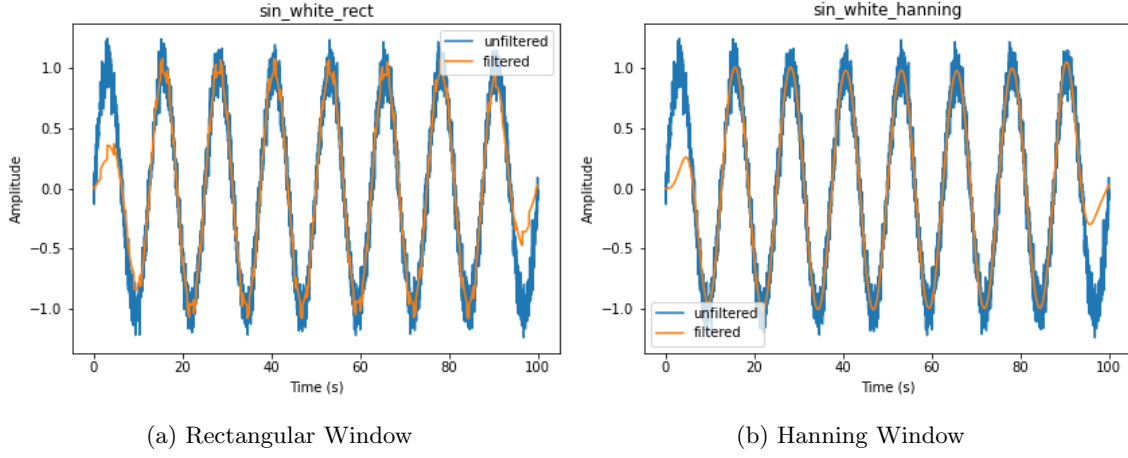 sin_white_rect
unfiltered
filtered
1.0
0.5
0.0
−0.5
−1.0
Amplitude
0
20
40
60
80
100
Time (s)
(a) Rectangular Window
sin_white_hanning
1.0
0.5
0.0
−0.5
−1.0
Amplitude
unfiltered
filtered
0
20
40
60
80
100
Time (s)
(b) Hanning Window